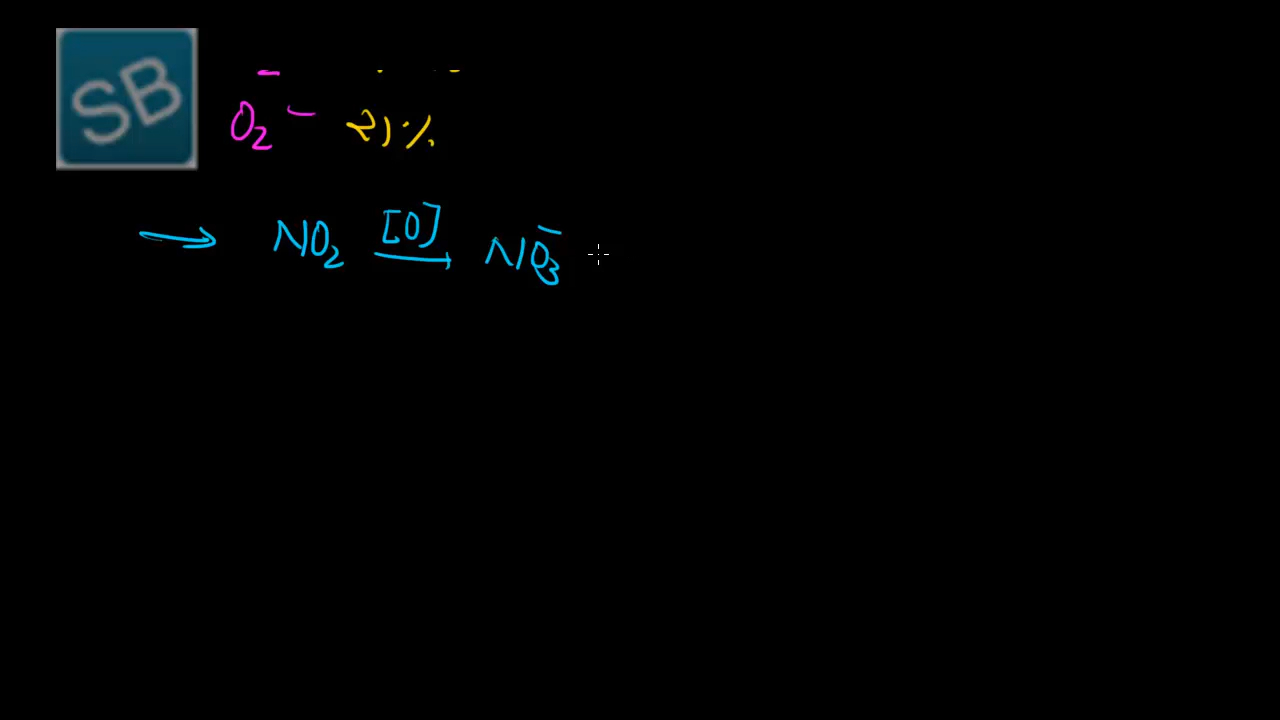 SB
O₂ - 21%
→ NO₂ [O]→ NO₃⁻